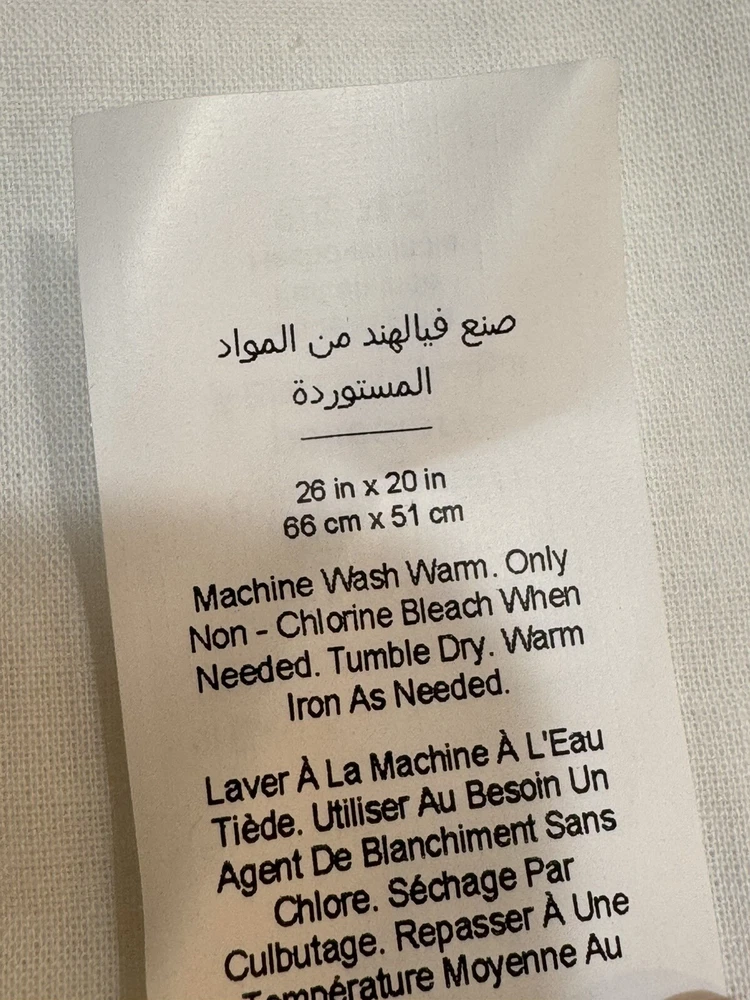 صنع فيالهند من المواد
المستوردة
26 in x 20 in
66 cm x 51 cm
Machine Wash Warm. Only
Non - Chlorine Bleach When
Needed. Tumble Dry. Warm
Iron As Needed.
Laver À La Machine À L'Eau
Tiède. Utiliser Au Besoin Un
Agent De Blanchiment Sans
Chlore. Séchage Par
Culbutage. Repasser À Une
Température Moyenne Au